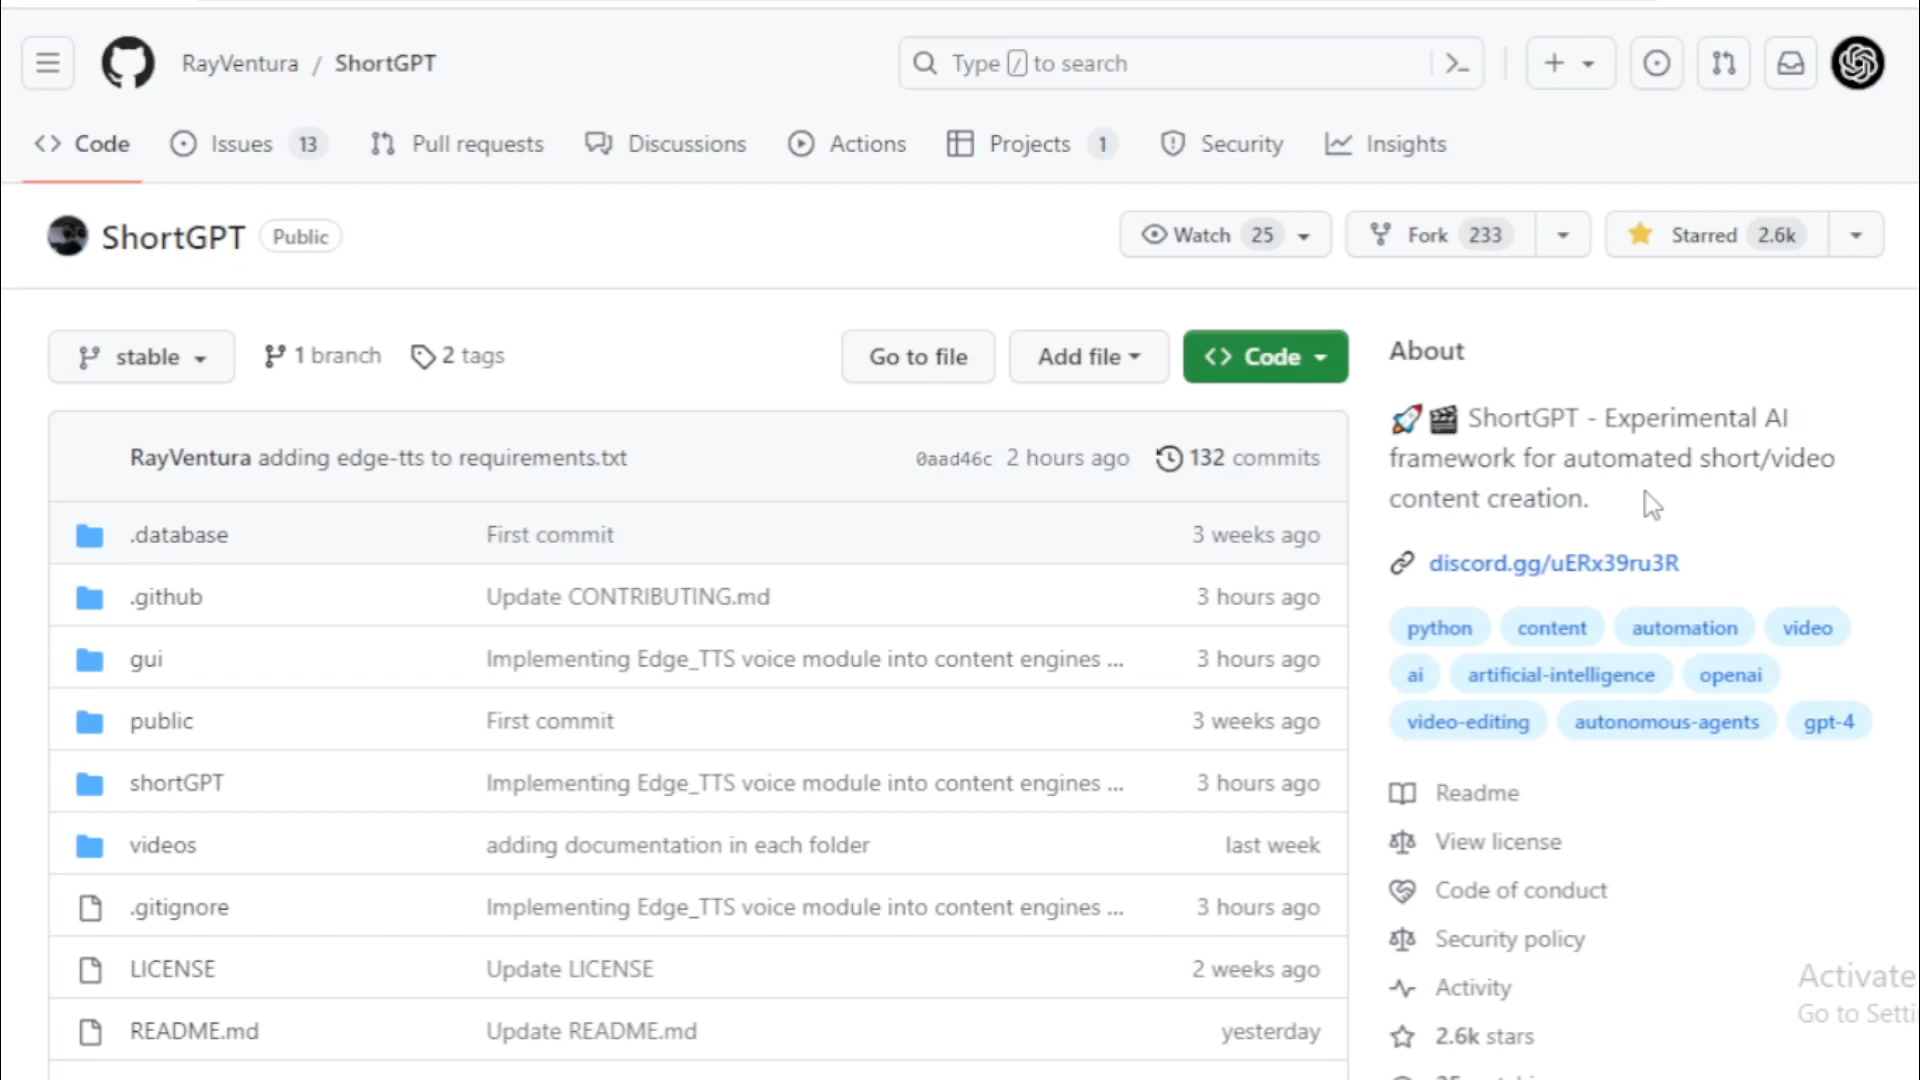 RayVentura / ShortGPT
Type / to search
Code
Issues 13
Pull requests
Discussions
Actions
Projects 1
Security
Insights
ShortGPT Public
Watch 25
Fork 233
Starred 2.6k
stable
1 branch
2 tags
Go to file
Add file
Code
RayVentura adding edge-tts to requirements.txt 0aad46c 2 hours ago 132 commits
.database First commit 3 weeks ago
.github Update CONTRIBUTING.md 3 hours ago
gui Implementing Edge_TTS voice module into content engines ... 3 hours ago
public First commit 3 weeks ago
shortGPT Implementing Edge_TTS voice module into content engines ... 3 hours ago
videos adding documentation in each folder last week
.gitignore Implementing Edge_TTS voice module into content engines ... 3 hours ago
LICENSE Update LICENSE 2 weeks ago
README.md Update README.md yesterday
About
🚀🎬 ShortGPT - Experimental AI
framework for automated short/video
content creation.
discord.gg/uERx39ru3R
python content automation video
ai artificial-intelligence openai
video-editing autonomous-agents gpt-4
Readme
View license
Code of conduct
Security policy
Activity
2.6k stars
Activate
Go to Setti